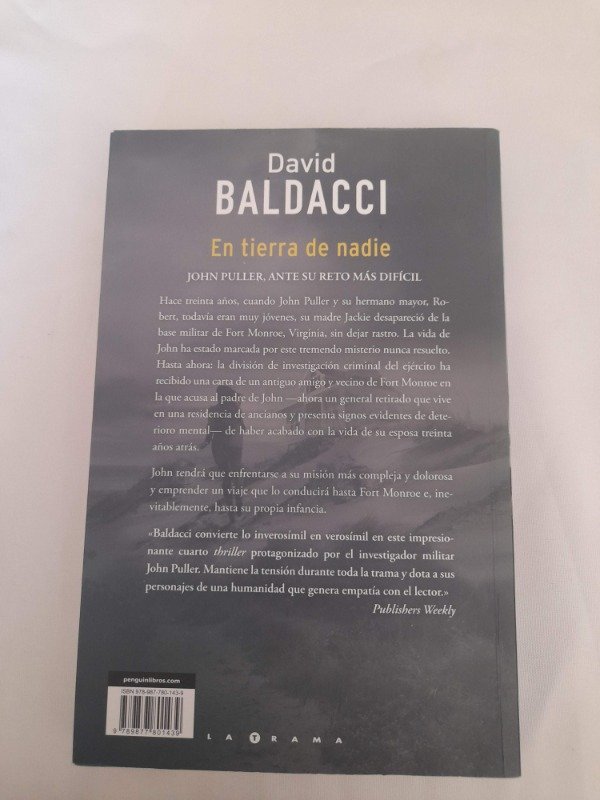 David
BALDACCI
En tierra de nadie
JOHN PULLER, ANTE SU RETO MÁS DIFÍCIL
Hace treinta años, cuando John Puller y su hermano mayor, Ro-
bert, todavía eran muy jóvenes, su madre Jackie desapareció de la
base militar de Fort Monroe, Virginia, sin dejar rastro. La vida de
John ha estado marcada por este tremendo misterio nunca resuelto.
Hasta ahora: la división de investigación criminal del ejército ha
recibido una carta de un antiguo amigo y vecino de Fort Monroe en
la que acusa al padre de John —ahora un general retirado que vive
en una residencia de ancianos y presenta signos evidentes de dete-
rioro mental— de haber acabado con la vida de su esposa treinta
años atrás.
John tendrá que enfrentarse a su misión más compleja y dolorosa
y emprender un viaje que lo conducirá hasta Fort Monroe e, ine-
vitablemente, hasta su propia infancia.
«Baldacci convierte lo inverosímil en verosímil en este impresio-
nante cuarto thriller protagonizado por el investigador militar
John Puller. Mantiene la tensión durante toda la trama y dota a sus
personajes de una humanidad que genera empatía con el lector.»
Publishers Weekly
penguinlibros.com
ISBN 978-987-780-143-9
9 789877 801439
LA TRAMA